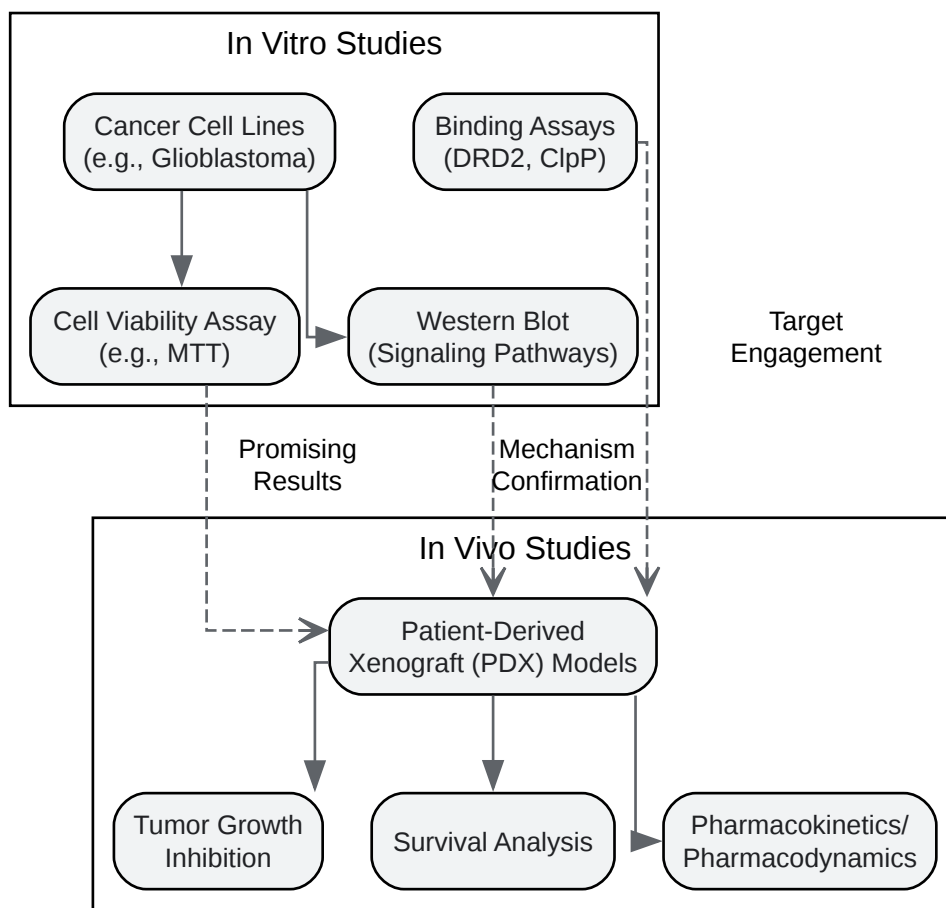 In Vitro Studies
Cancer Cell Lines
(e.g., Glioblastoma)
Binding Assays
(DRD2, ClpP)
Cell Viability Assay
(e.g., MTT)
Western Blot
(Signaling Pathways)
Target
Engagement
Promising
Results
Mechanism
Confirmation
In Vivo Studies
Patient-Derived
Xenograft (PDX) Models
Tumor Growth
Inhibition
Survival Analysis
Pharmacokinetics/
Pharmacodynamics